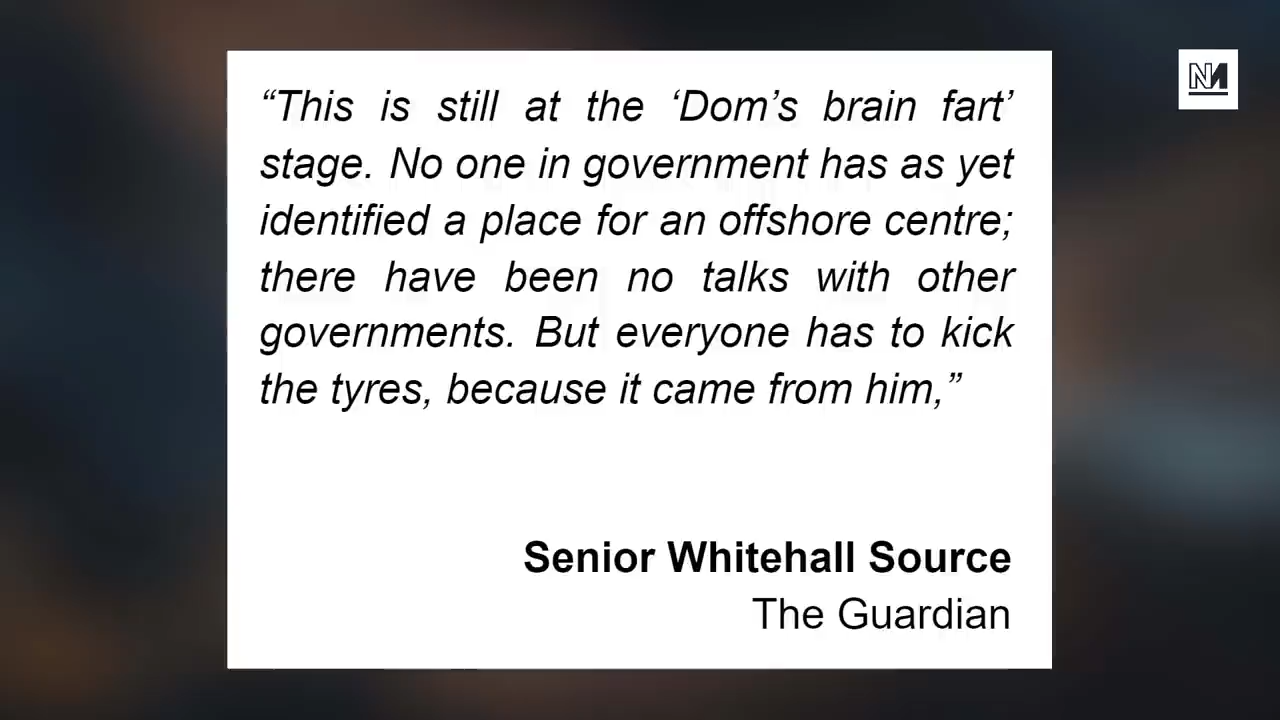 “This is still at the ‘Dom’s brain fart’
stage. No one in government has as yet
identified a place for an offshore centre;
there have been no talks with other
governments. But everyone has to kick
the tyres, because it came from him,”
Senior Whitehall Source
The Guardian
NM